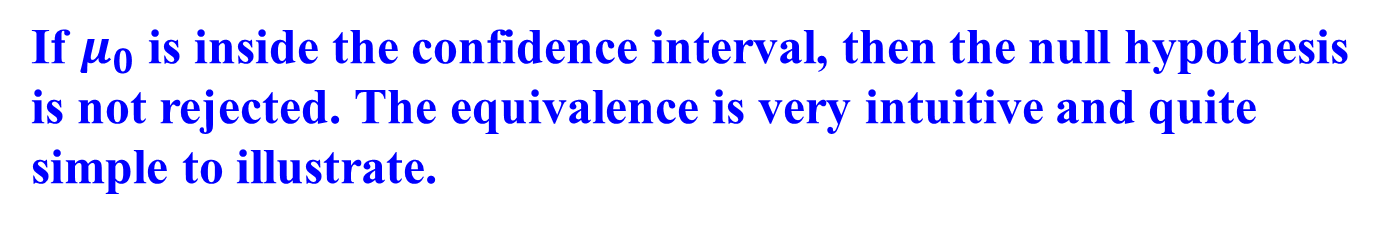 If μ₀ is inside the confidence interval, then the null hypothesis
is not rejected. The equivalence is very intuitive and quite
simple to illustrate.